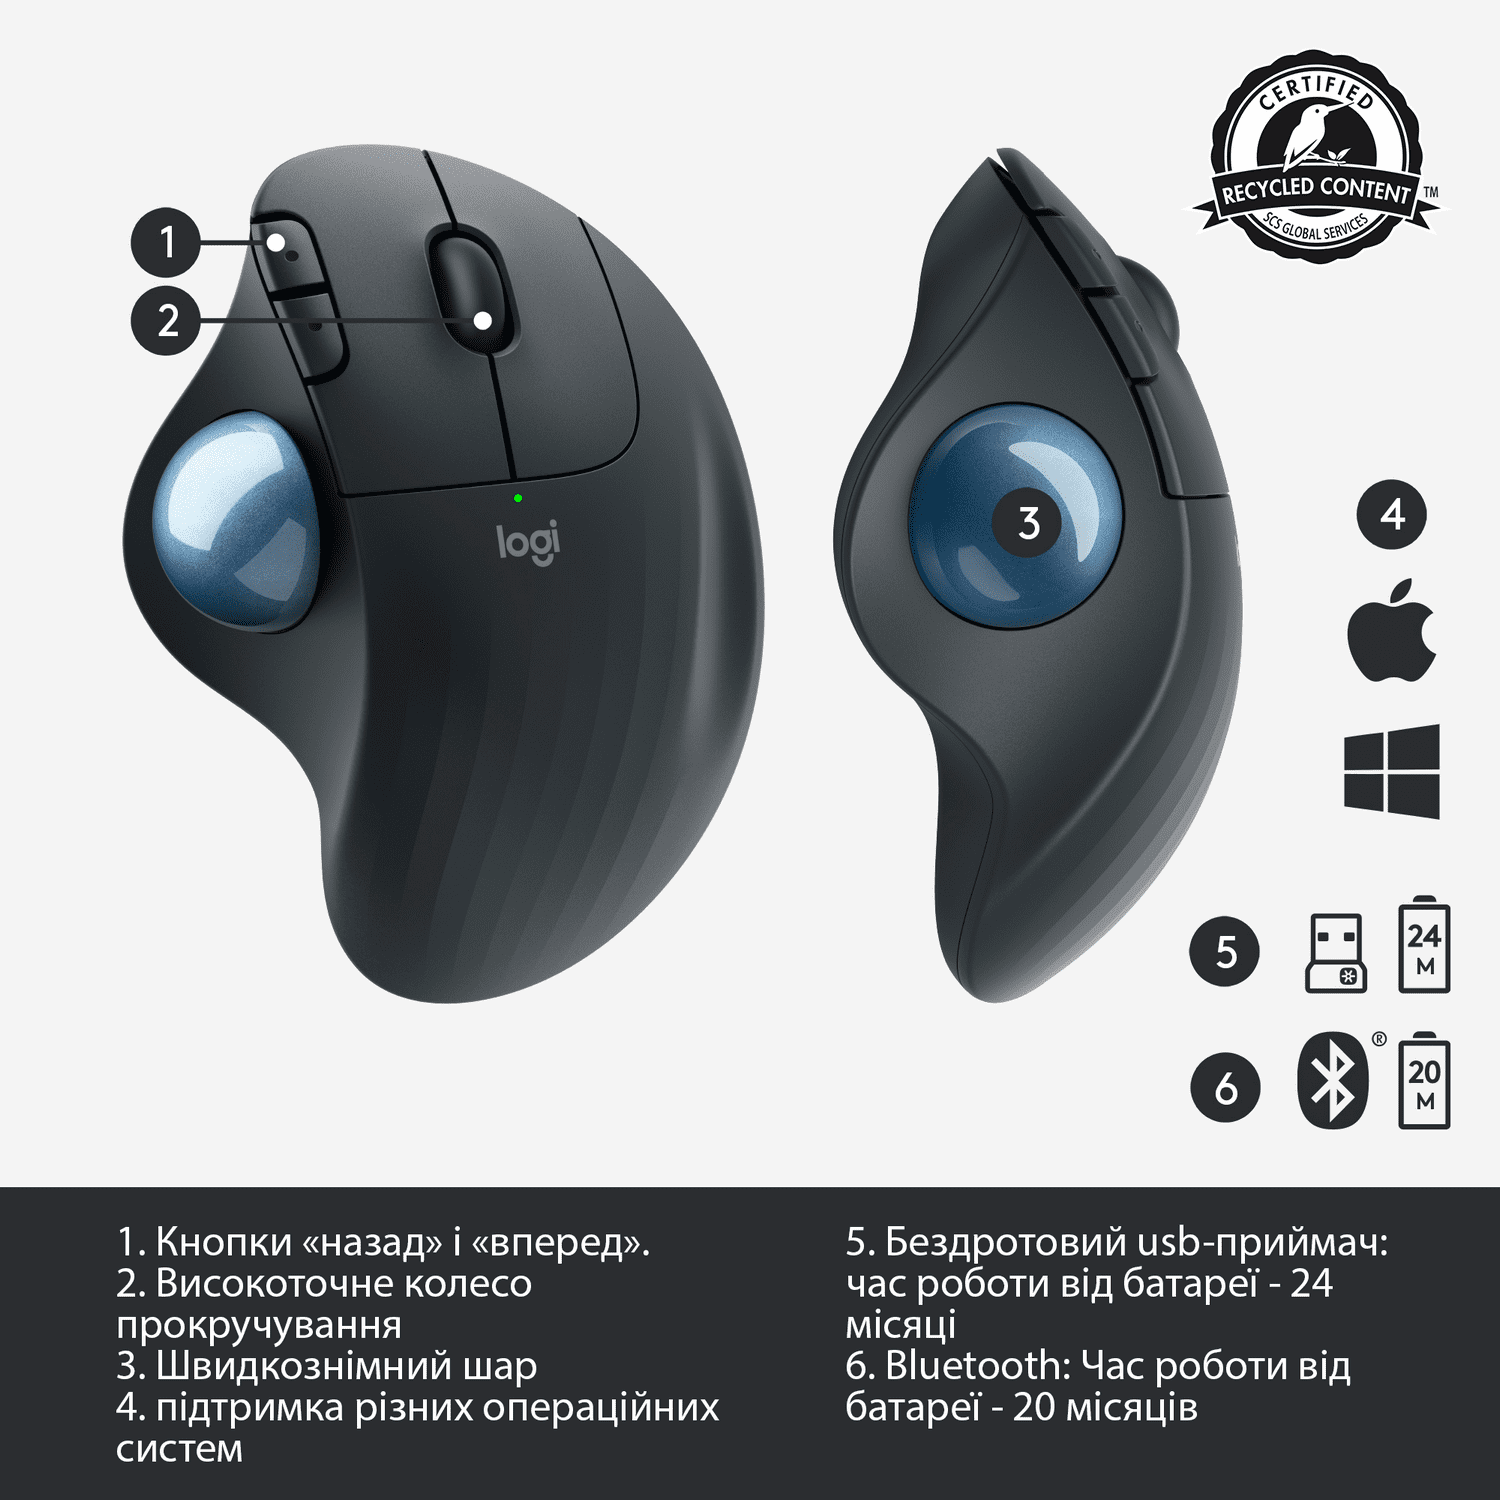 CERTIFIED
RECYCLED CONTENT™
SCS GLOBAL SERVICES
1
2
logi
3
4
5
24
M
6
®
20
M
1. Кнопки «назад» і «вперед».
2. Високоточне колесо
прокручування
3. Швидкознімний шар
4. підтримка різних операційних
систем
5. Бездротовий usb-приймач:
час роботи від батареї - 24
місяці
6. Bluetooth: Час роботи від
батареї - 20 місяців